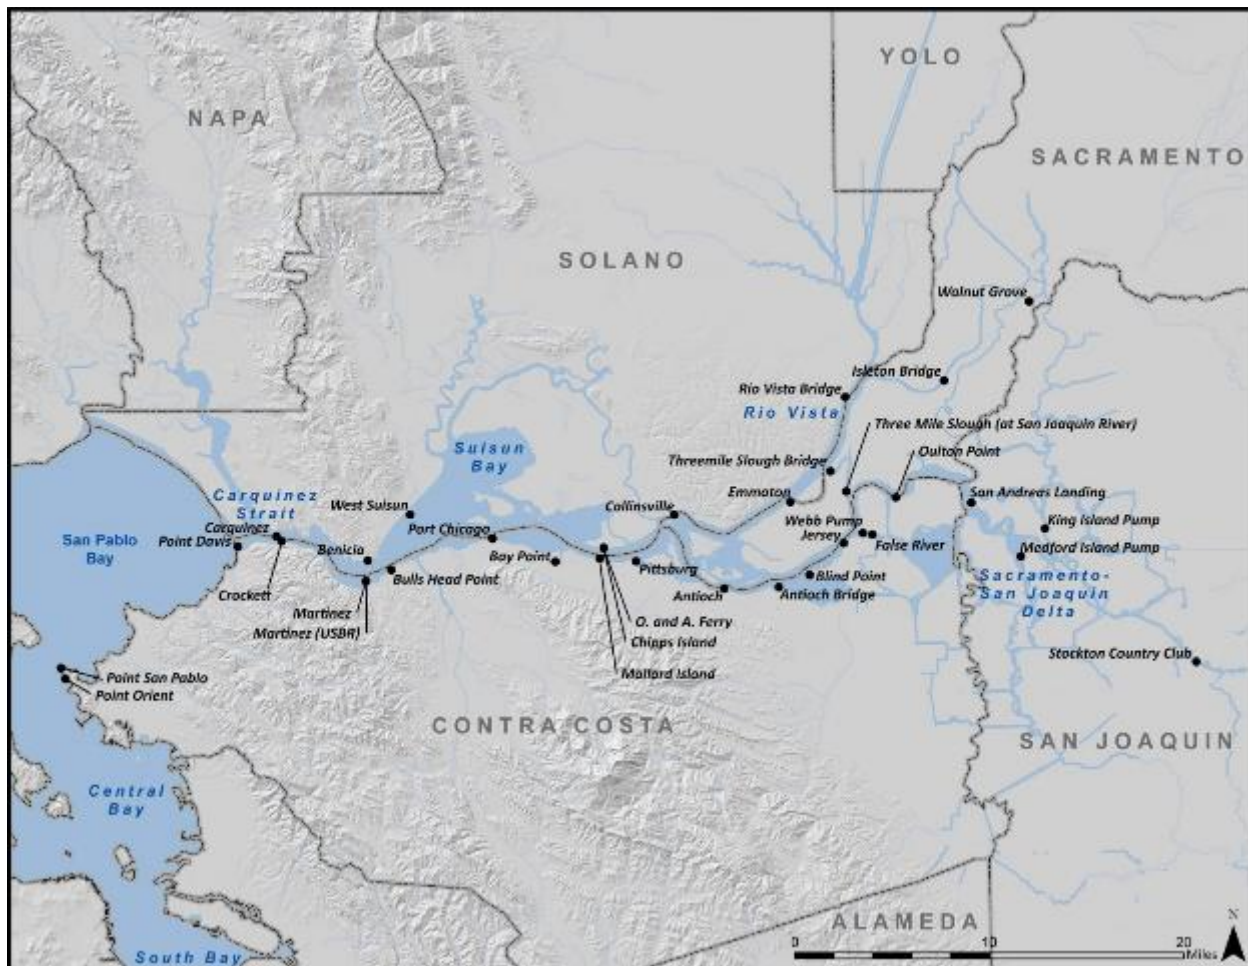 YOLO
NAPA
SACRAMENTO
SOLANO
Walnut Grove
Isleton Bridge
Rio Vista Bridge
Rio Vista
Three Mile Slough (at San Joaquin River)
Suisun
Bay
Oulton Point
Threemile Slough Bridge
Carquinez
Strait
Emmaton
San Andreas Landing
West Suisun
Collinsville
Carquinez
Port Chicago
Webb Pump
King Island Pump
San Pablo
Bay
Point Davis
Jersey
False River
Benicia
Bay Point
Medford Island Pump
Bulls Head Point
Pittsburg
Blind Point
Sacramento-
San Joaquin
Delta
Crockett
Antioch
Antioch Bridge
Martinez
O. and A. Ferry
Martinez (USBR)
Chipps Island
Stockton Country Club
Point San Pablo
Mallard Island
Point Orient
CONTRA COSTA
SAN JOAQUIN
Central
Bay
ALAMEDA
N
0 10 20
Miles
South Bay